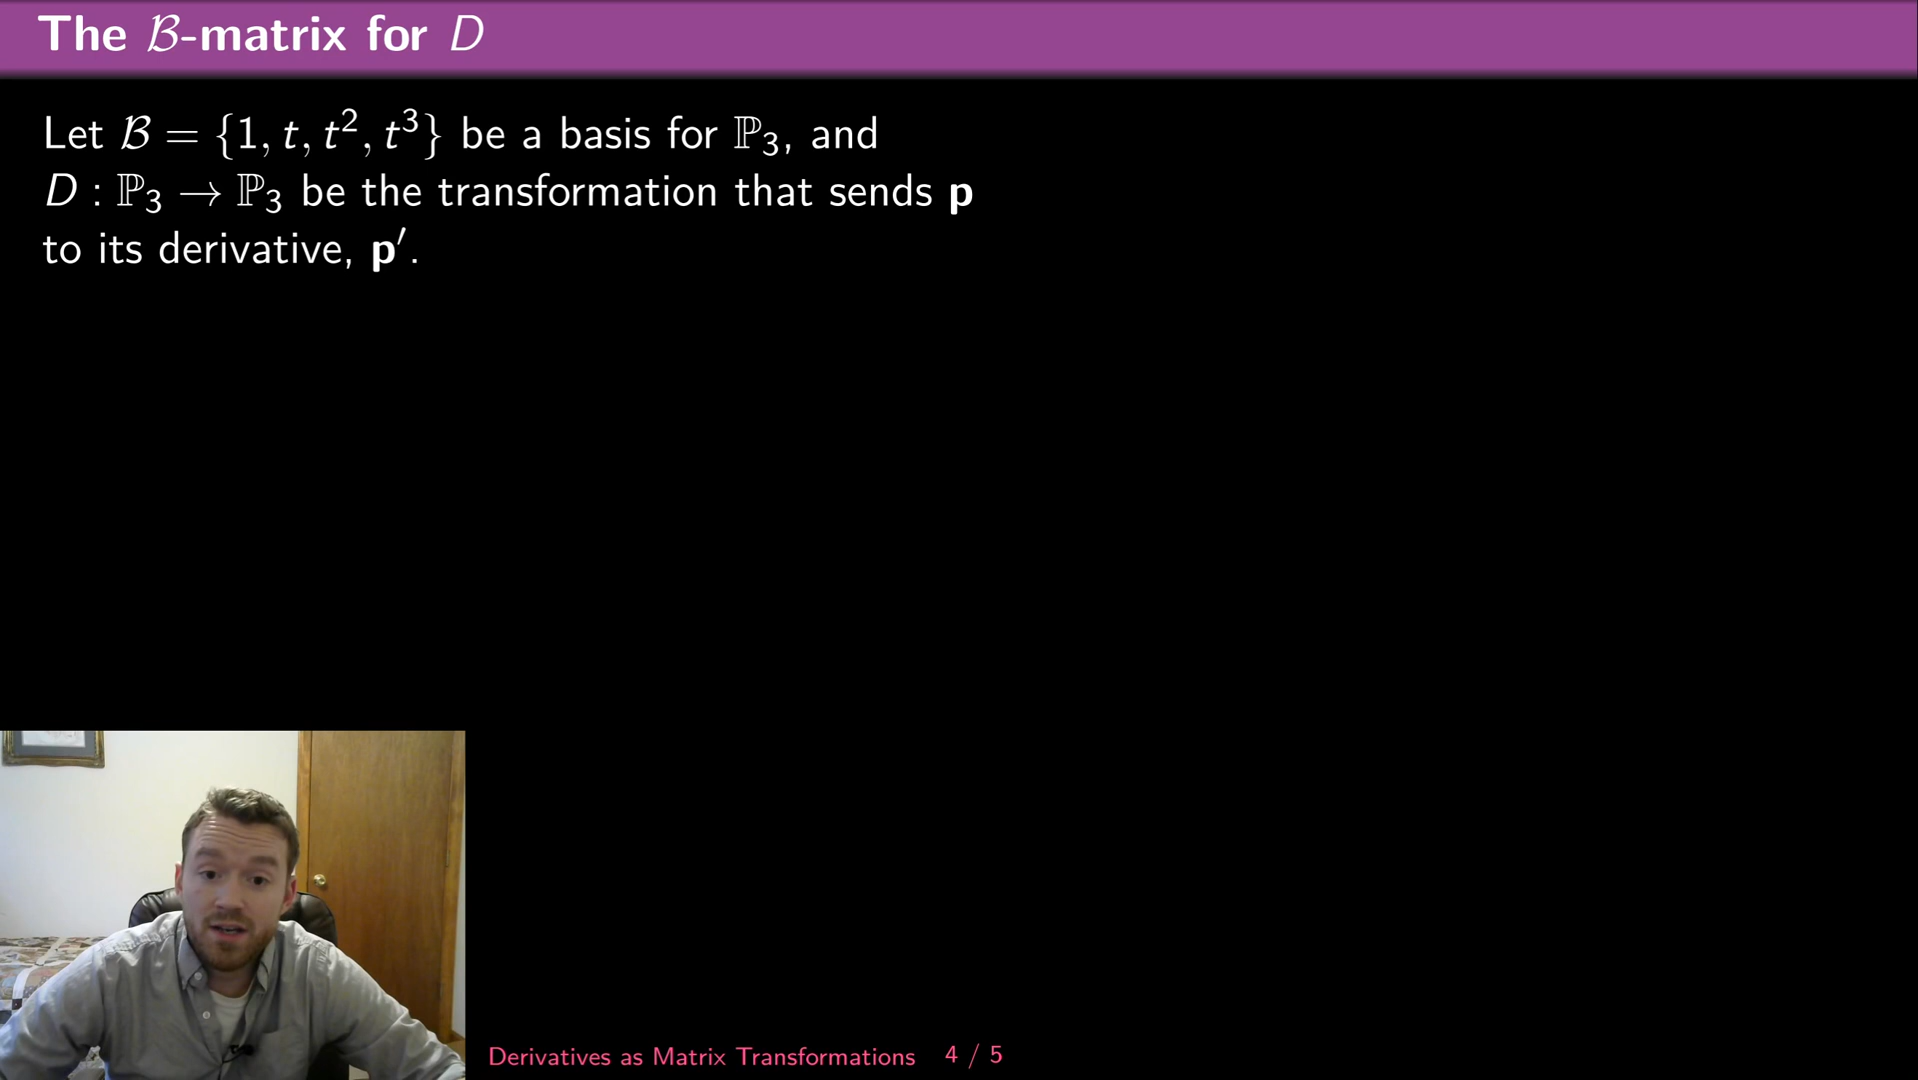 The ℬ-matrix for D
Let ℬ = {1, t, t², t³} be a basis for ℙ₃, and
D : ℙ₃ → ℙ₃ be the transformation that sends p
to its derivative, p′.
Derivatives as Matrix Transformations 4 / 5